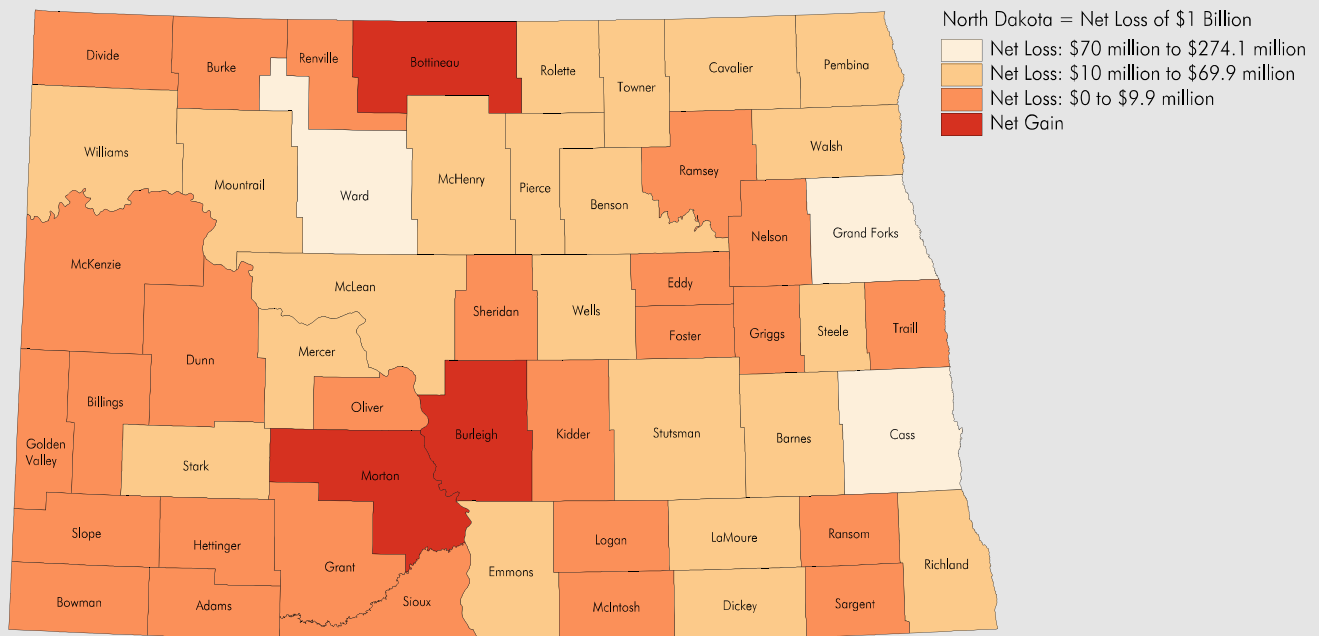 North Dakota = Net Loss of $1 Billion
Net Loss: $70 million to $274.1 million
Net Loss: $10 million to $69.9 million
Net Loss: $0 to $9.9 million
Net Gain
Divide
Burke
Renville
Bottineau
Rolette
Towner
Cavalier
Pembina
Williams
Mountrail
Ward
McHenry
Pierce
Benson
Ramsey
Walsh
McKenzie
McLean
Sheridan
Wells
Eddy
Foster
Nelson
Grand Forks
Griggs
Steele
Traill
Dunn
Mercer
Oliver
Billings
Golden
Valley
Stark
Morton
Burleigh
Kidder
Stutsman
Barnes
Cass
Slope
Hettinger
Grant
Bowman
Adams
Sioux
Emmons
Logan
LaMoure
Ransom
Richland
McIntosh
Dickey
Sargent